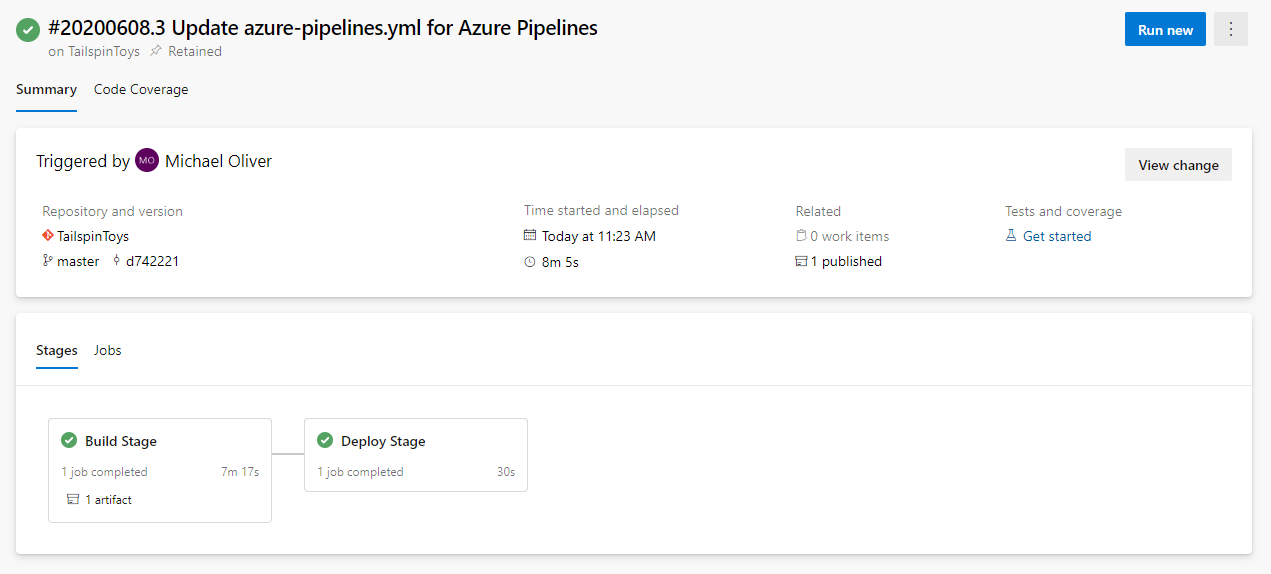 #20200608.3 Update azure-pipelines.yml for Azure Pipelines
on TailspinToys Retained
Run new
Summary Code Coverage
Triggered by MO Michael Oliver
View change
Repository and version
TailspinToys
master d742221
Time started and elapsed
Today at 11:23 AM
8m 5s
Related
0 work items
1 published
Tests and coverage
Get started
Stages Jobs
Build Stage
1 job completed 7m 17s
1 artifact
Deploy Stage
1 job completed 30s